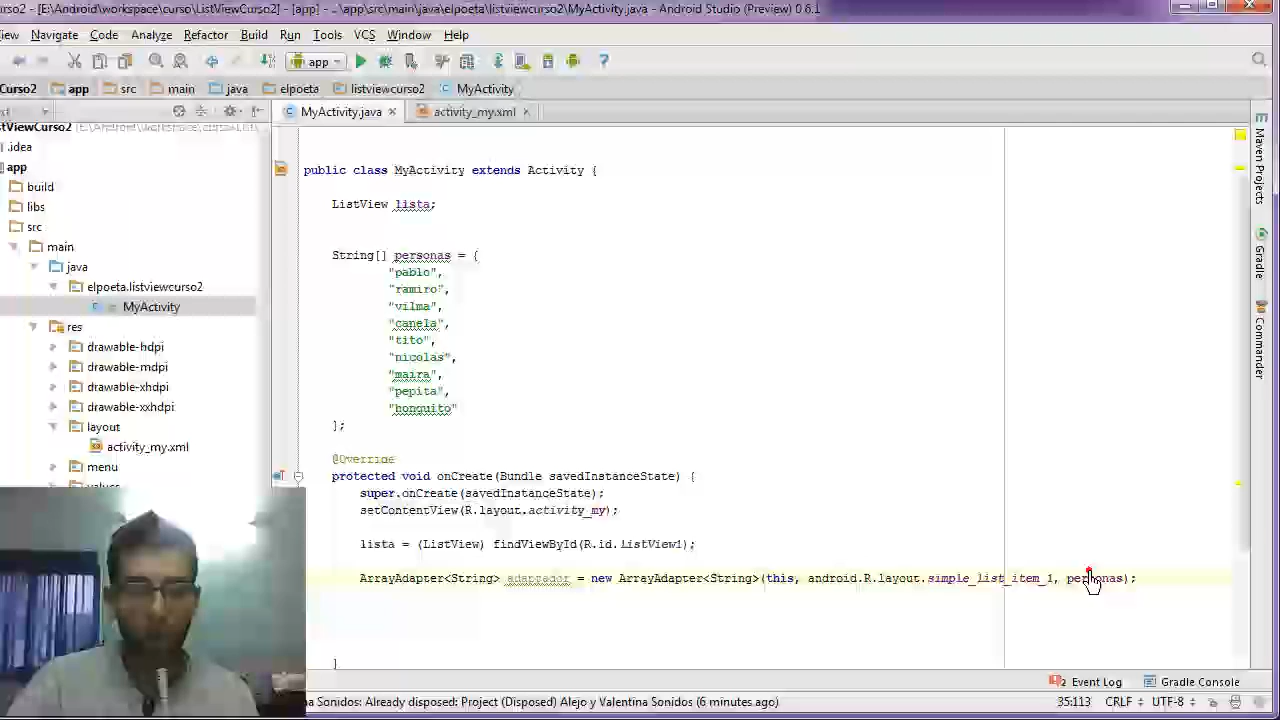 Curso2 - [E:\Android\workspace\curso\ListViewCurso2] - [app] - ...\app\src\main\java\elpoeta\listviewcurso2\MyActivity.java - Android Studio (Preview) 0.6.1
iew Navigate Code Analyze Refactor Build Run Tools VCS Window Help
app
Curso2 app src main java elpoeta listviewcurso2 MyActivity
MyActivity.java activity_my.xml
stViewCurso2
.idea
app
build
libs
src
main
java
elpoeta.listviewcurso2
MyActivity
res
drawable-hdpi
drawable-mdpi
drawable-xhdpi
drawable-xxhdpi
layout
activity_my.xml
menu
public class MyActivity extends Activity {
ListView lista;
String[] personas = {
"pablo",
"ramiro",
"vilma",
"canela",
"tito",
"nicolas",
"maira",
"pepita",
"honguito"
};
@Override
protected void onCreate(Bundle savedInstanceState) {
super.onCreate(savedInstanceState);
setContentView(R.layout.activity_my);
lista = (ListView) findViewById(R.id.ListView1);
ArrayAdapter<String> adaptador = new ArrayAdapter<String>(this, android.R.layout.simple_list_item_1, personas);
}
Maven Projects
Gradle
Commander
Event Log Gradle Console
na Sonidos: Already disposed: Project (Disposed) Alejo y Valentina Sonidos (6 minutes ago) 35:113 CRLF UTF-8